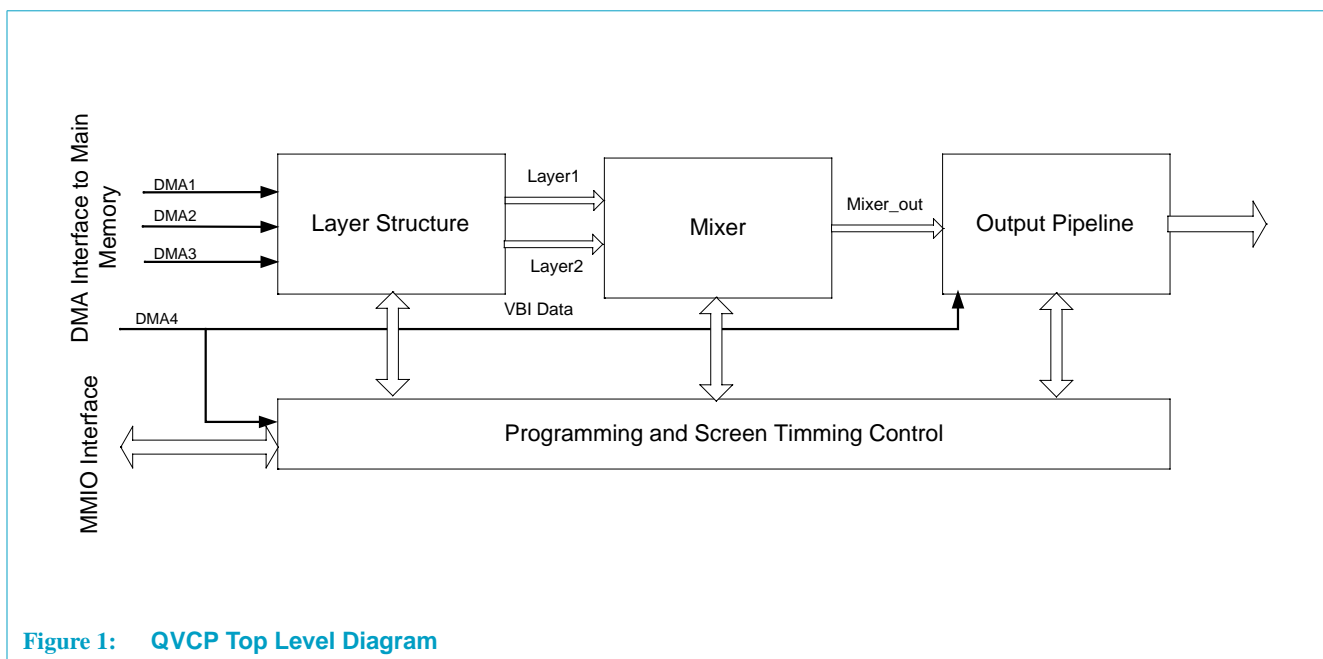 DMA Interface to Main
Memory
DMA1
DMA2
DMA3
DMA4
Layer Structure
Layer1
Layer2
Mixer
Mixer_out
Output Pipeline
VBI Data
MMIO Interface
Programming and Screen Timming Control
Figure 1: QVCP Top Level Diagram